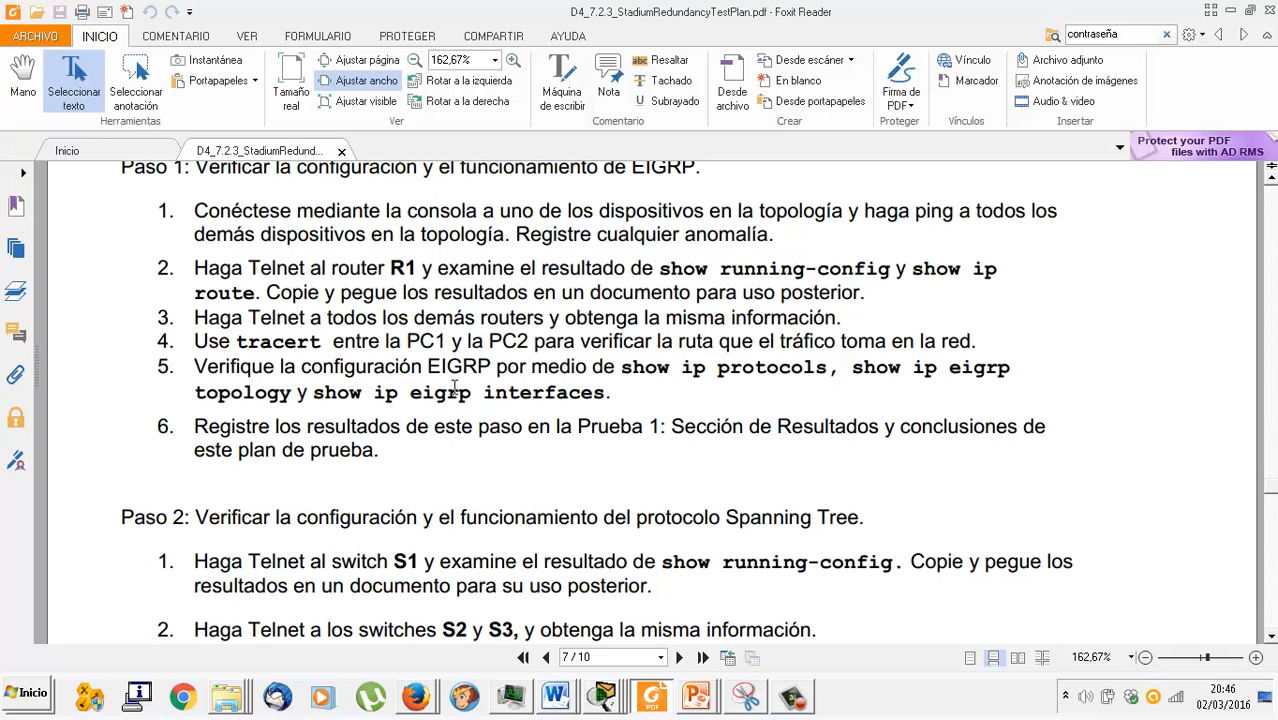 D4_7.2.3_StadiumRedundancyTestPlan.pdf - Foxit Reader
ARCHIVO INICIO COMENTARIO VER FORMULARIO PROTEGER COMPARTIR AYUDA contraseña
Mano
Seleccionar texto
Seleccionar anotación
Instantánea
Portapapeles
Herramientas
Tamaño real
Ajustar página
Ajustar ancho
Ajustar visible
162,67%
Rotar a la izquierda
Rotar a la derecha
Ver
Máquina de escribir
Nota
abc Resaltar
Tachado
Subrayado
Comentario
Desde archivo
Desde escáner
En blanco
Desde portapapeles
Crear
Firma de PDF
Proteger
Vínculo
Marcador
Vínculos
Archivo adjunto
Anotación de imágenes
Audio & video
Insertar
Inicio D4_7.2.3_StadiumRedund...
Protect your PDF
files with AD RMS
Paso 1: Verificar la configuración y el funcionamiento de EIGRP.
1. Conéctese mediante la consola a uno de los dispositivos en la topología y haga ping a todos los
demás dispositivos en la topología. Registre cualquier anomalía.
2. Haga Telnet al router R1 y examine el resultado de show running-config y show ip
route. Copie y pegue los resultados en un documento para uso posterior.
3. Haga Telnet a todos los demás routers y obtenga la misma información.
4. Use tracert entre la PC1 y la PC2 para verificar la ruta que el tráfico toma en la red.
5. Verifique la configuración EIGRP por medio de show ip protocols, show ip eigrp
topology y show ip eigrp interfaces.
6. Registre los resultados de este paso en la Prueba 1: Sección de Resultados y conclusiones de
este plan de prueba.
Paso 2: Verificar la configuración y el funcionamiento del protocolo Spanning Tree.
1. Haga Telnet al switch S1 y examine el resultado de show running-config. Copie y pegue los
resultados en un documento para su uso posterior.
2. Haga Telnet a los switches S2 y S3, y obtenga la misma información.
7 / 10 162,67%
Inicio
20:46
02/03/2016